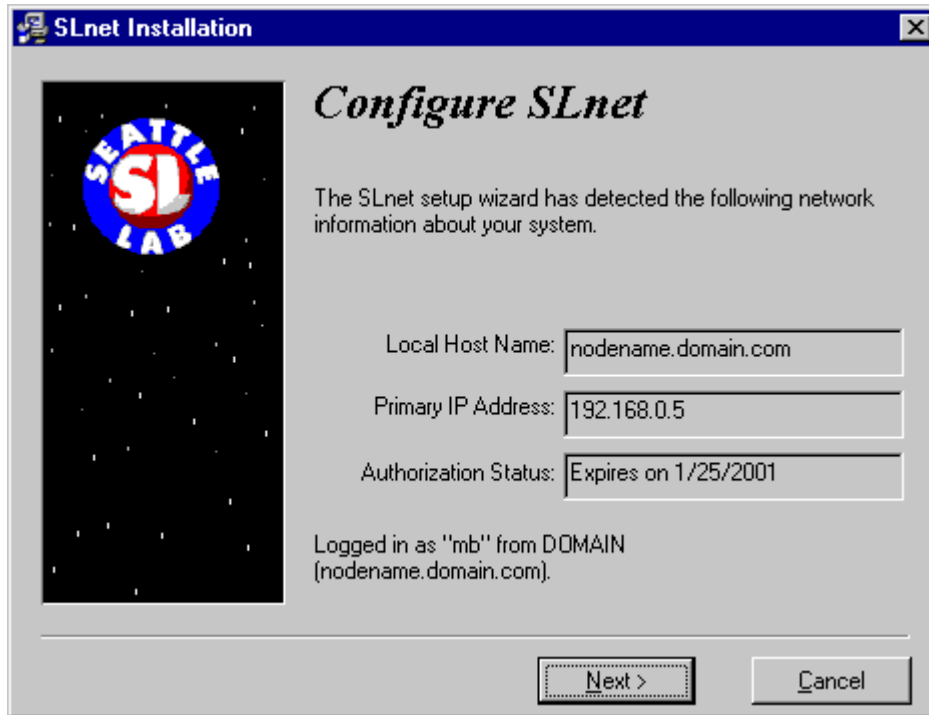 SLnet Installation
SEATTLE
SL
LAB
Configure SLnet
The SLnet setup wizard has detected the following network
information about your system.
Local Host Name: nodename.domain.com
Primary IP Address: 192.168.0.5
Authorization Status: Expires on 1/25/2001
Logged in as "mb" from DOMAIN
(nodename.domain.com).
Next >
Cancel